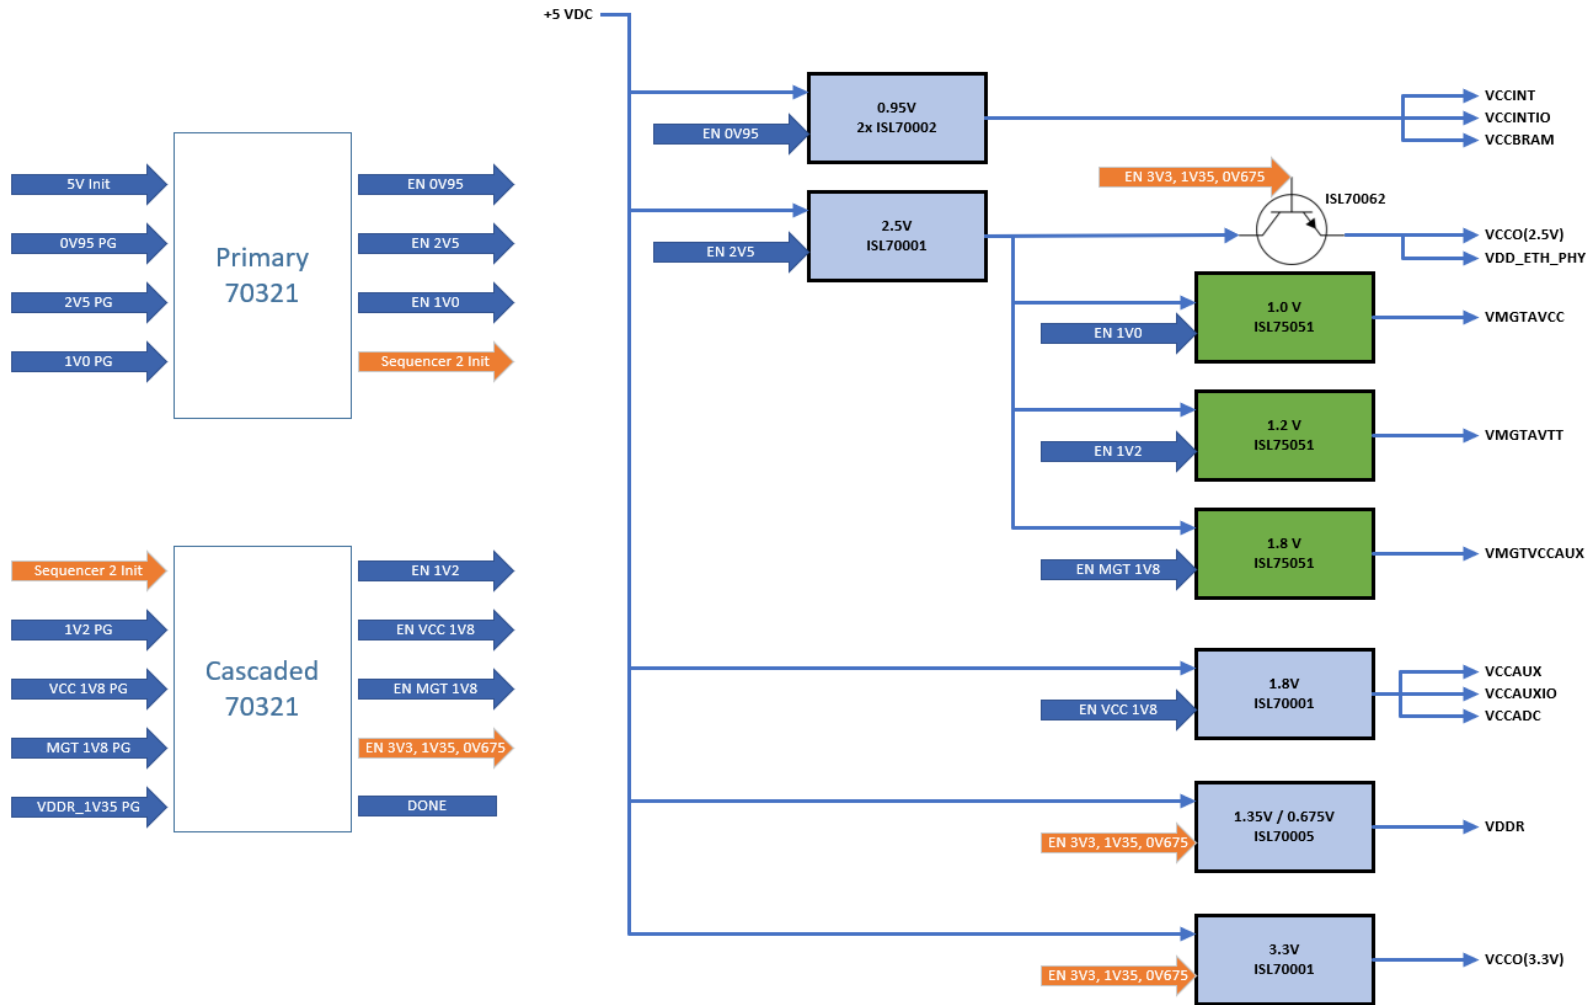 +5 VDC
5V Init
0V95 PG
2V5 PG
1V0 PG
Primary
70321
EN 0V95
EN 2V5
EN 1V0
Sequencer 2 Init
Sequencer 2 Init
1V2 PG
VCC 1V8 PG
MGT 1V8 PG
VDDR_1V35 PG
Cascaded
70321
EN 1V2
EN VCC 1V8
EN MGT 1V8
EN 3V3, 1V35, 0V675
DONE
EN 0V95
0.95V
2x ISL70002
VCCINT
VCCINTIO
VCCBRAM
EN 2V5
2.5V
ISL70001
EN 3V3, 1V35, 0V675
ISL70062
VCCO(2.5V)
VDD_ETH_PHY
EN 1V0
1.0 V
ISL75051
VMGTAVCC
EN 1V2
1.2 V
ISL75051
VMGTAVTT
EN MGT 1V8
1.8 V
ISL75051
VMGTVCCAUX
EN VCC 1V8
1.8V
ISL70001
VCCAUX
VCCAUXIO
VCCADC
EN 3V3, 1V35, 0V675
1.35V / 0.675V
ISL70005
VDDR
EN 3V3, 1V35, 0V675
3.3V
ISL70001
VCCO(3.3V)